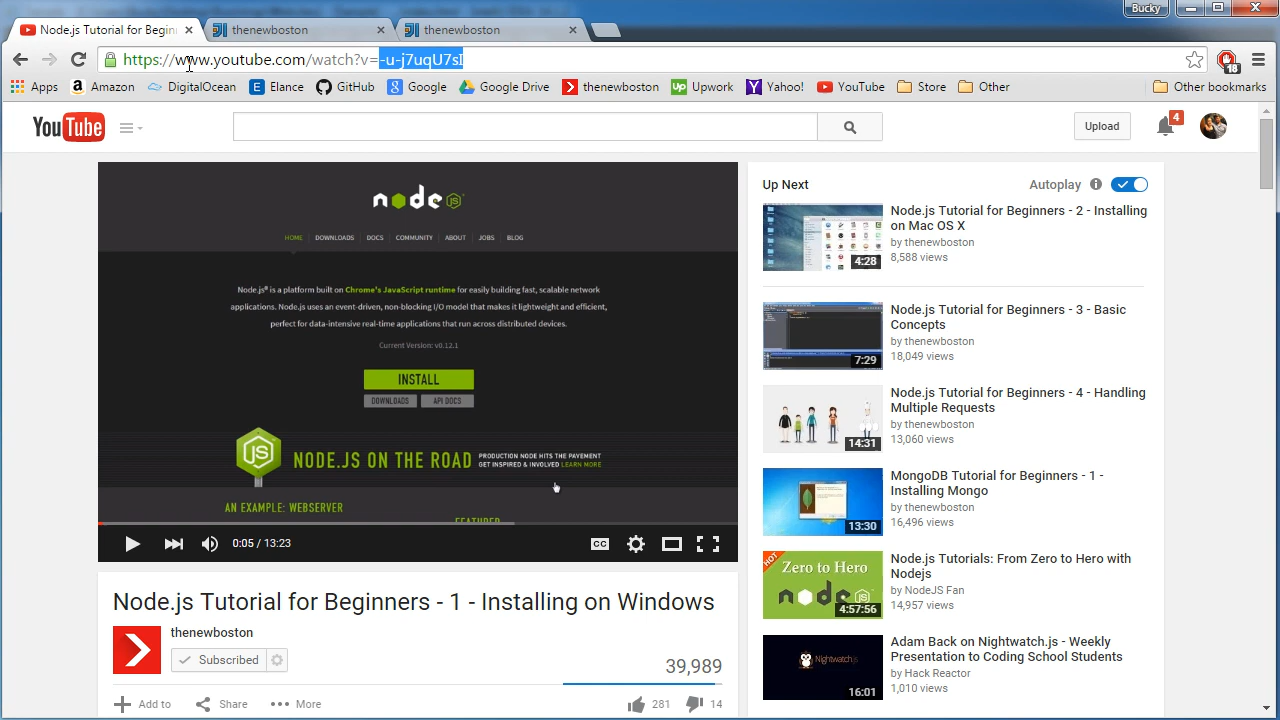 Bucky
Node.js Tutorial for Begin
thenewboston
thenewboston
https://www.youtube.com/watch?v=-u-j7uqU7sI
18
Apps
Amazon
DigitalOcean
Elance
GitHub
Google
Google Drive
thenewboston
Upwork
Yahoo!
YouTube
Store
Other
Other bookmarks
YouTube
Upload
4
node JS
HOME
DOWNLOADS
DOCS
COMMUNITY
ABOUT
JOBS
BLOG
Node.js® is a platform built on Chrome's JavaScript runtime for easily building fast, scalable network
applications. Node.js uses an event-driven, non-blocking I/O model that makes it lightweight and efficient,
perfect for data-intensive real-time applications that run across distributed devices.
Current Version: v0.12.1
INSTALL
DOWNLOADS
API DOCS
JS
NODE.JS ON THE ROAD
PRODUCTION NODE HITS THE PAVEMENT
GET INSPIRED & INVOLVED LEARN MORE
AN EXAMPLE: WEBSERVER
FEATURED
0:05 / 13:23
CC
Node.js Tutorial for Beginners - 1 - Installing on Windows
thenewboston
Subscribed
39,989
Add to
Share
More
281
14
Up Next
Autoplay
Node.js Tutorial for Beginners - 2 - Installing
on Mac OS X
by thenewboston
8,588 views
4:28
Node.js Tutorial for Beginners - 3 - Basic
Concepts
by thenewboston
18,049 views
7:29
Node.js Tutorial for Beginners - 4 - Handling
Multiple Requests
by thenewboston
13,060 views
14:31
MongoDB Tutorial for Beginners - 1 -
Installing Mongo
by thenewboston
16,496 views
13:30
Node.js Tutorials: From Zero to Hero with
Nodejs
by NodeJS Fan
14,957 views
HOT
Zero to Hero
node JS
4:57:56
Adam Back on Nightwatch.js - Weekly
Presentation to Coding School Students
by Hack Reactor
1,010 views
Nightwatch.js
16:01